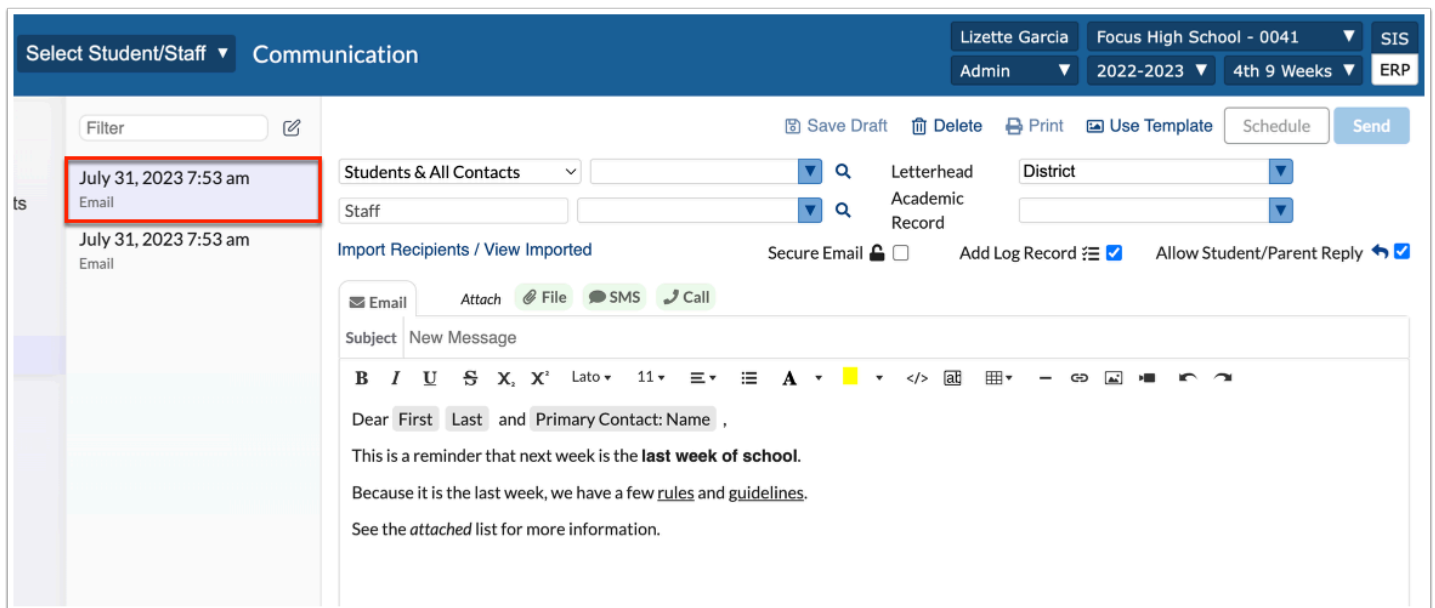 Select Student/Staff ▼ Communication
Lizette Garcia Focus High School - 0041 ▼ SIS
Admin ▼ 2022-2023 ▼ 4th 9 Weeks ▼ ERP
ts
Filter
July 31, 2023 7:53 am
Email
July 31, 2023 7:53 am
Email
Save Draft Delete Print Use Template Schedule Send
Students & All Contacts Letterhead District
Staff Academic Record
Import Recipients / View Imported Secure Email Add Log Record Allow Student/Parent Reply
Email Attach File SMS Call
Subject New Message
B I U S X₂ X² Lato 11 A </> ab
Dear First Last and Primary Contact: Name ,
This is a reminder that next week is the last week of school.
Because it is the last week, we have a few rules and guidelines.
See the attached list for more information.